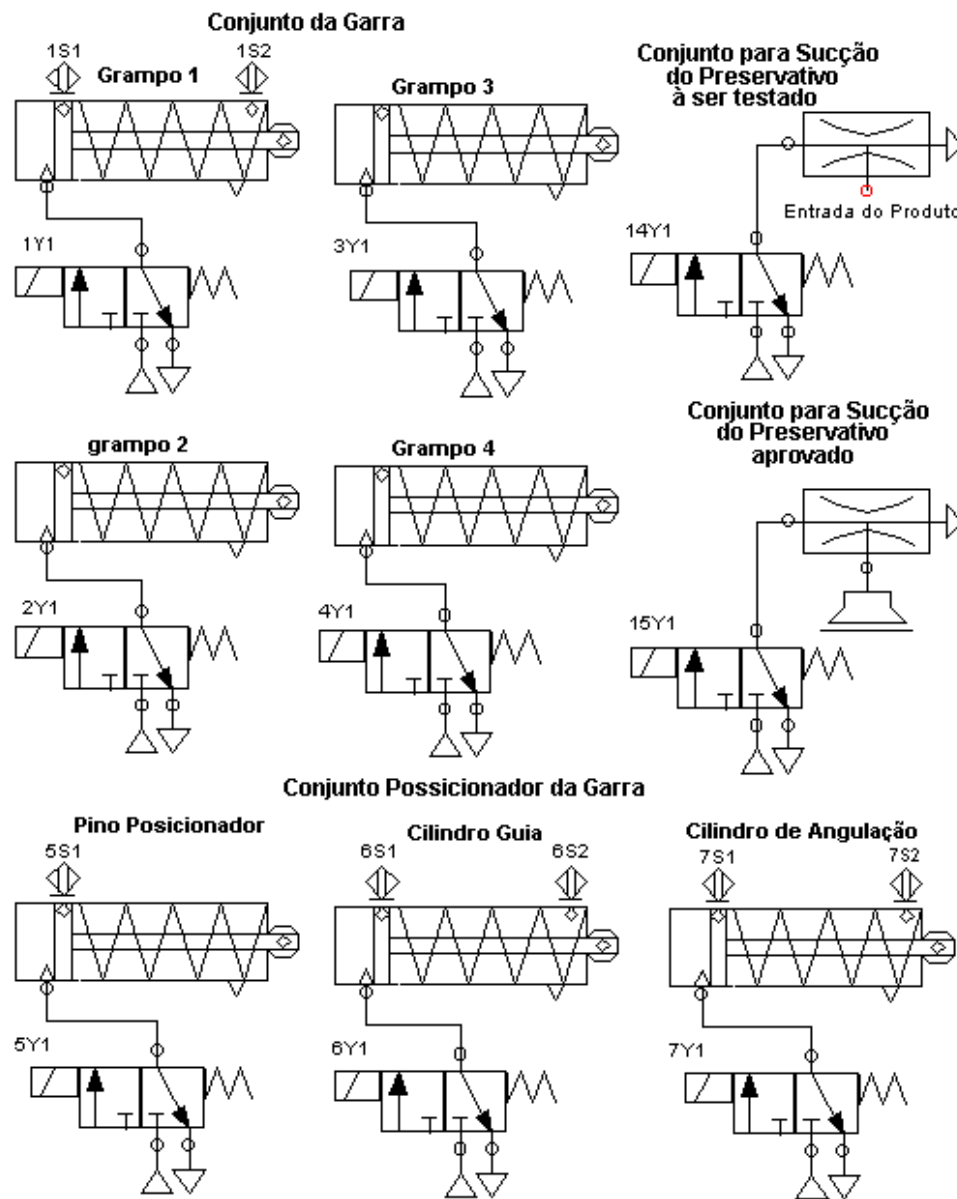 Conjunto da Garra
1S1
1S2
Grampo 1
1Y1
Grampo 3
3Y1
Conjunto para Sucção
do Preservativo
à ser testado
Entrada do Produto
14Y1
grampo 2
2Y1
Grampo 4
4Y1
Conjunto para Sucção
do Preservativo
aprovado
15Y1
Conjunto Possicionador da Garra
Pino Posicionador
5S1
5Y1
Cilindro Guia
6S1
6S2
6Y1
Cilindro de Angulação
7S1
7S2
7Y1